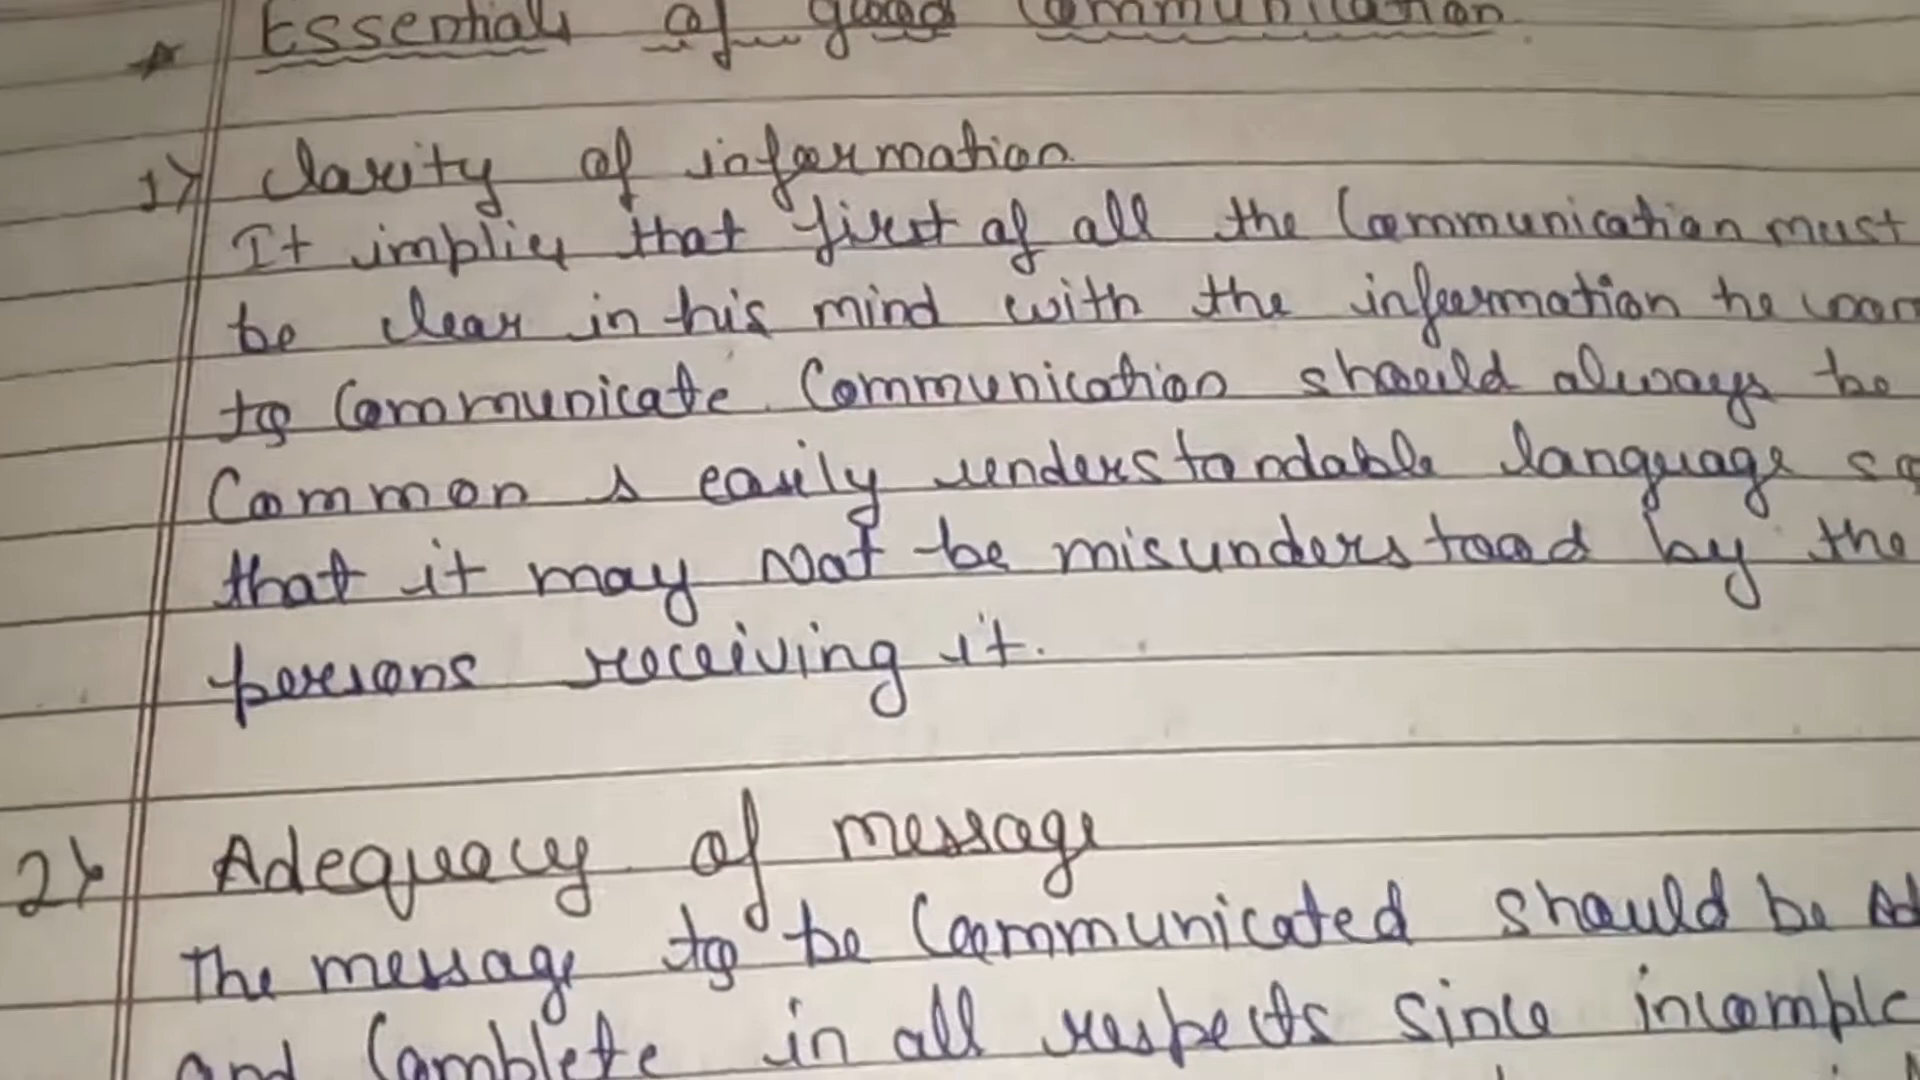 * Essentials of good Communication
1) Clarity of information
It implies that first of all the Communication must
be clear in his mind with the information he
to Communicate. Communication should always be
Common & easily understandable language so
that it may Not be misunderstood by the
persons receiving it.
2) Adequacy of message
The message to be Communicated should be Ad
and Complete in all respects since incomple